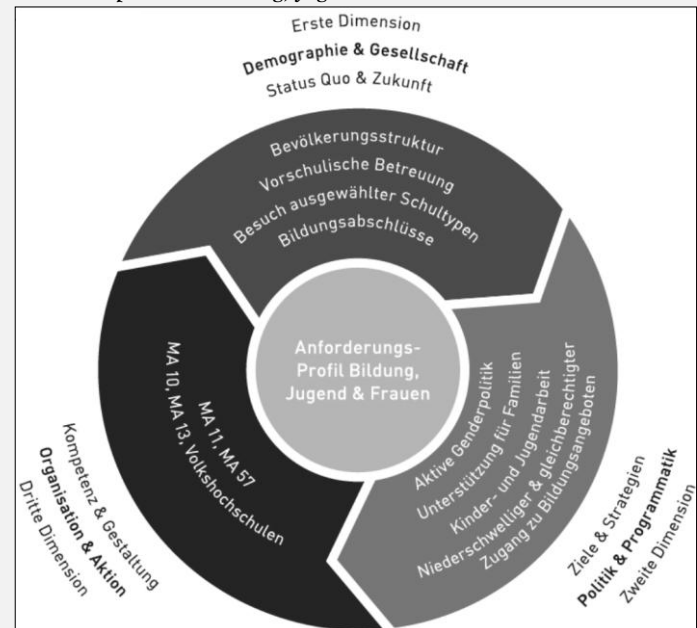 Erste Dimension
Demographie & Gesellschaft
Status Quo & Zukunft
Bevölkerungsstruktur
Vorschulische Betreuung
Besuch ausgewählter Schultypen
Bildungsabschlüsse
Anforderungs-
Profil Bildung,
Jugend & Frauen
Aktive Genderpolitik
Unterstützung für Familien
Kinder- und Jugendarbeit
Niederschwelliger & gleichberechtigter
Zugang zu Bildungsangeboten
Ziele & Strategien
Politik & Programmatik
Zweite Dimension
MA 11, MA 57
MA 10, MA 13, Volkshochschulen
Kompetenz & Gestaltung
Organisation & Aktion
Dritte Dimension